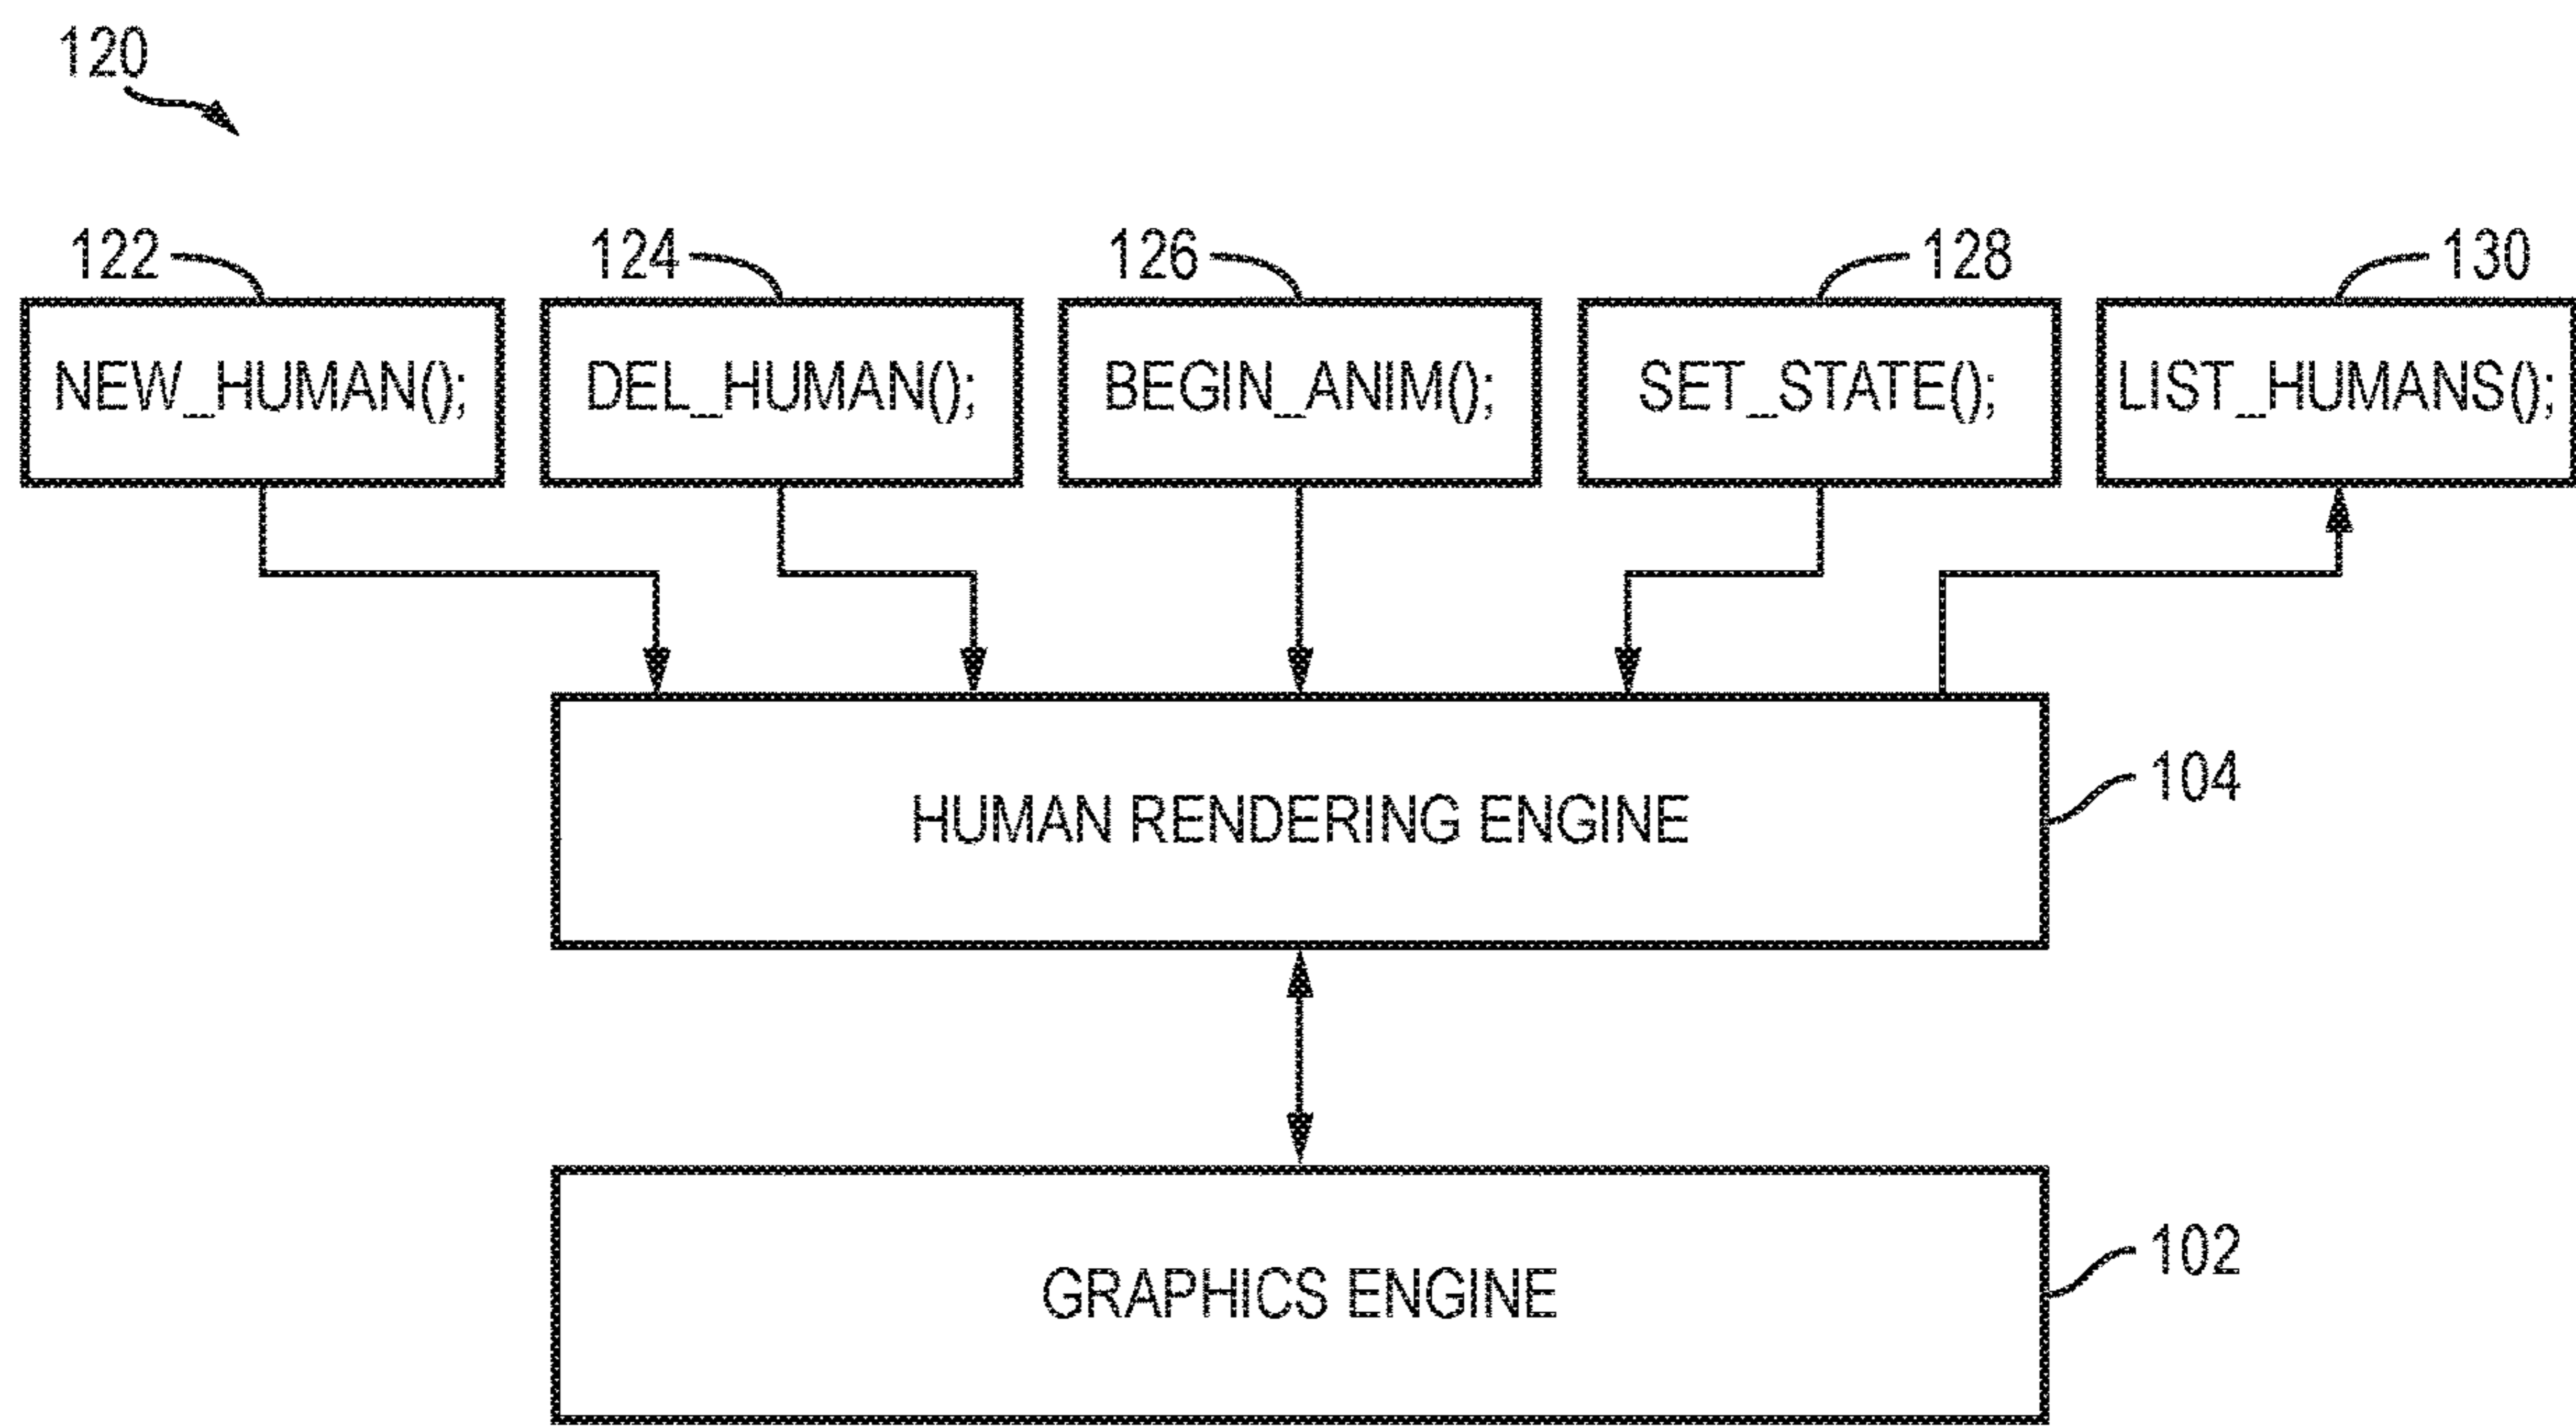 120
122
124
126
128
130
NEW_HUMAN();
DEL_HUMAN();
BEGIN_ANIM();
SET_STATE();
LIST_HUMANS();
HUMAN RENDERING ENGINE
104
GRAPHICS ENGINE
102